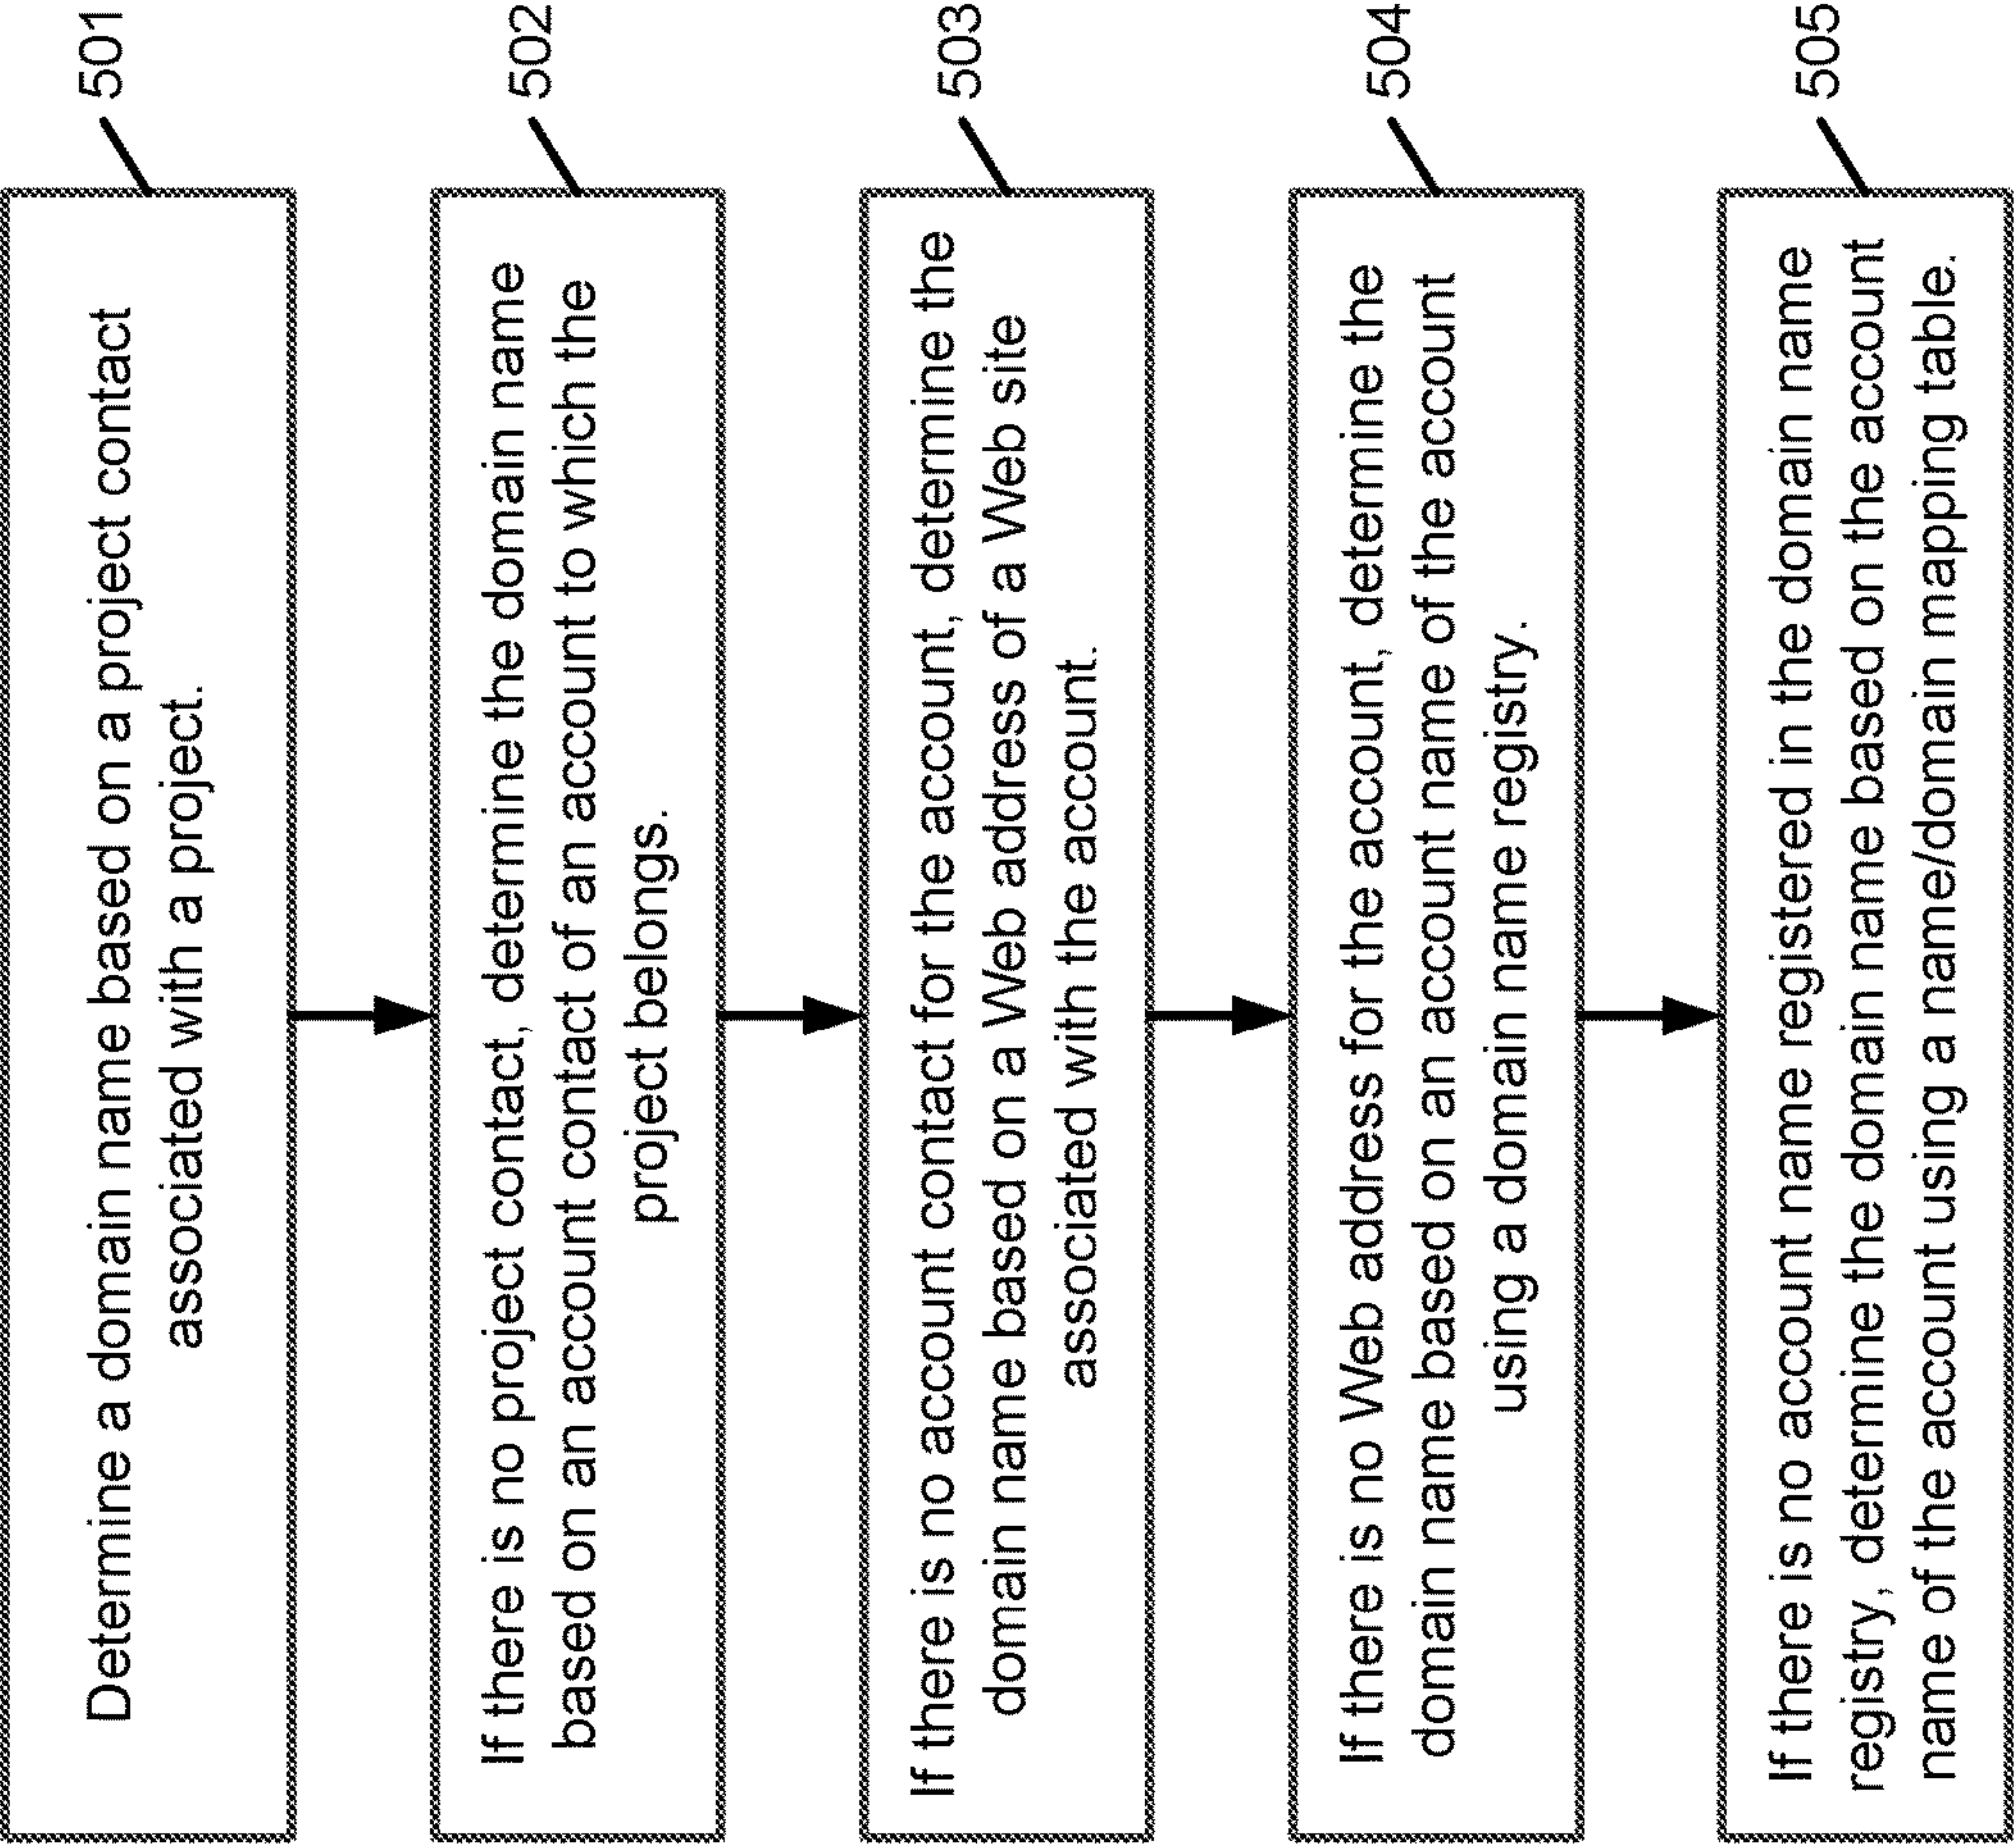 Determine a domain name based on a project contact
associated with a project.
501
If there is no project contact, determine the domain name
based on an account contact of an account to which the
project belongs.
502
If there is no account contact for the account, determine the
domain name based on a Web address of a Web site
associated with the account.
503
If there is no Web address for the account, determine the
domain name based on an account name of the account
using a domain name registry.
504
If there is no account name registered in the domain name
registry, determine the domain name based on the account
name of the account using a name/domain mapping table.
505